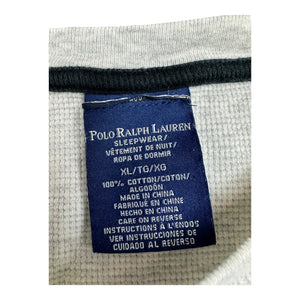 POLO RALPH LAUREN
SLEEPWEAR/
VÊTEMENT DE NUIT/
ROPA DE DORMIR
XL/TG/XG
100% COTTON/COTON/
ALGODÓN
MADE IN CHINA
FABRIQUÉ EN CHINE
HECHO EN CHINA
CARE ON REVERSE
INSTRUCTIONS À L'ENDOS
VER INSTRUCCIONES DE
CUIDADO AL REVERSO